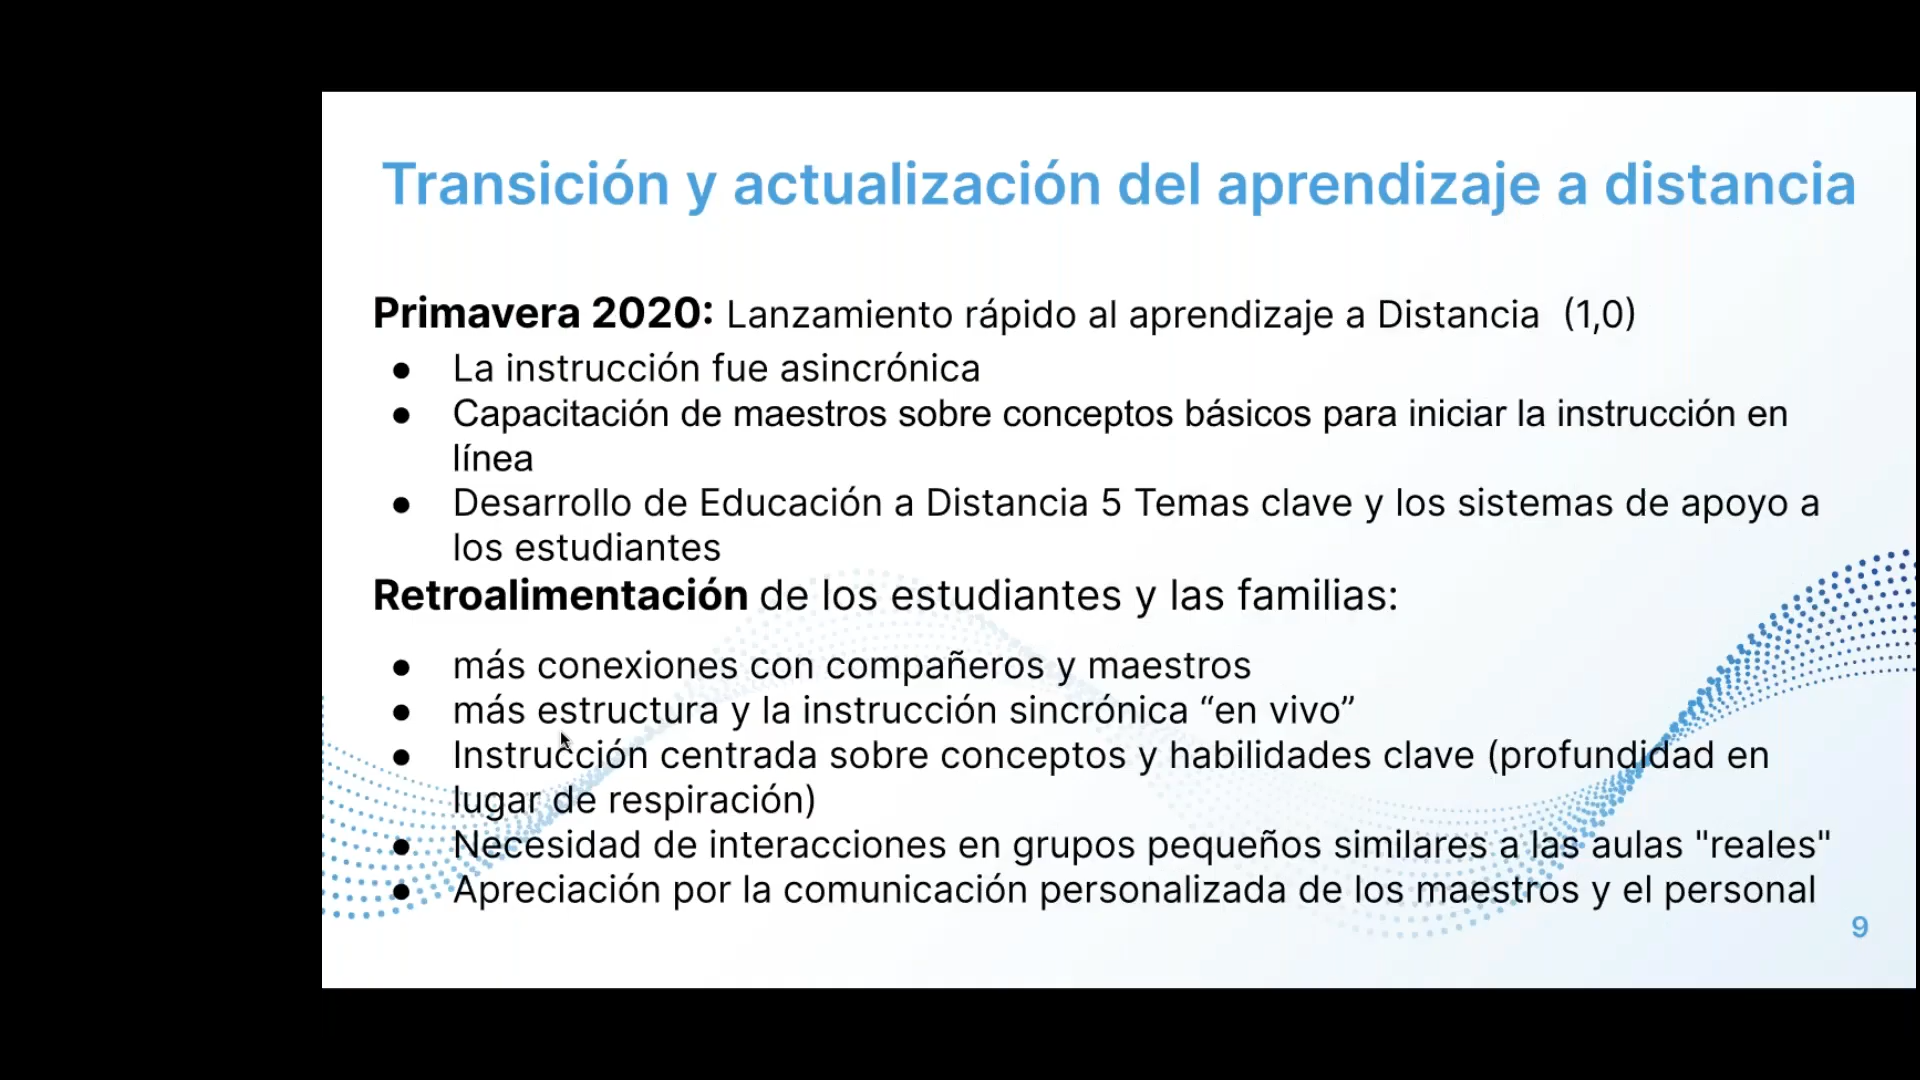 Transición y actualización del aprendizaje a distancia
Primavera 2020: Lanzamiento rápido al aprendizaje a Distancia (1,0)
● La instrucción fue asincrónica
● Capacitación de maestros sobre conceptos básicos para iniciar la instrucción en
línea
● Desarrollo de Educación a Distancia 5 Temas clave y los sistemas de apoyo a
los estudiantes
Retroalimentación de los estudiantes y las familias:
● más conexiones con compañeros y maestros
● más estructura y la instrucción sincrónica “en vivo”
● Instrucción centrada sobre conceptos y habilidades clave (profundidad en
lugar de respiración)
● Necesidad de interacciones en grupos pequeños similares a las aulas "reales"
● Apreciación por la comunicación personalizada de los maestros y el personal
9